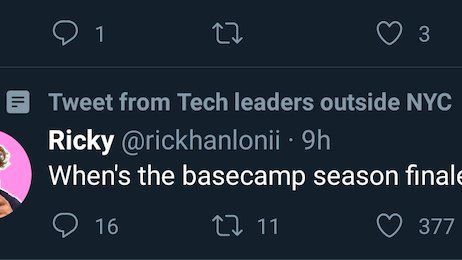 1 3
Tweet from Tech leaders outside NYC
Ricky @rickhanlonii · 9h
When's the basecamp season finale
16 11 377